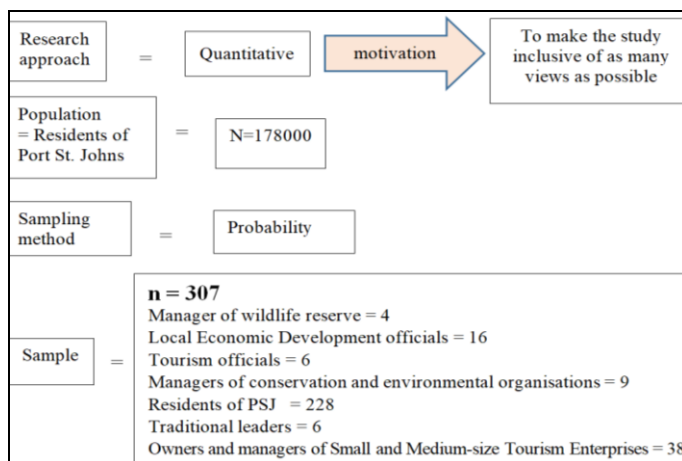 Research
approach
=
Quantitative
motivation
To make the study
inclusive of as many
views as possible
Population
= Residents of
Port St. Johns
=
N=178000
Sampling
method
=
Probability
Sample
=
n = 307
Manager of wildlife reserve = 4
Local Economic Development officials = 16
Tourism officials = 6
Managers of conservation and environmental organisations = 9
Residents of PSJ = 228
Traditional leaders = 6
Owners and managers of Small and Medium-size Tourism Enterprises = 38